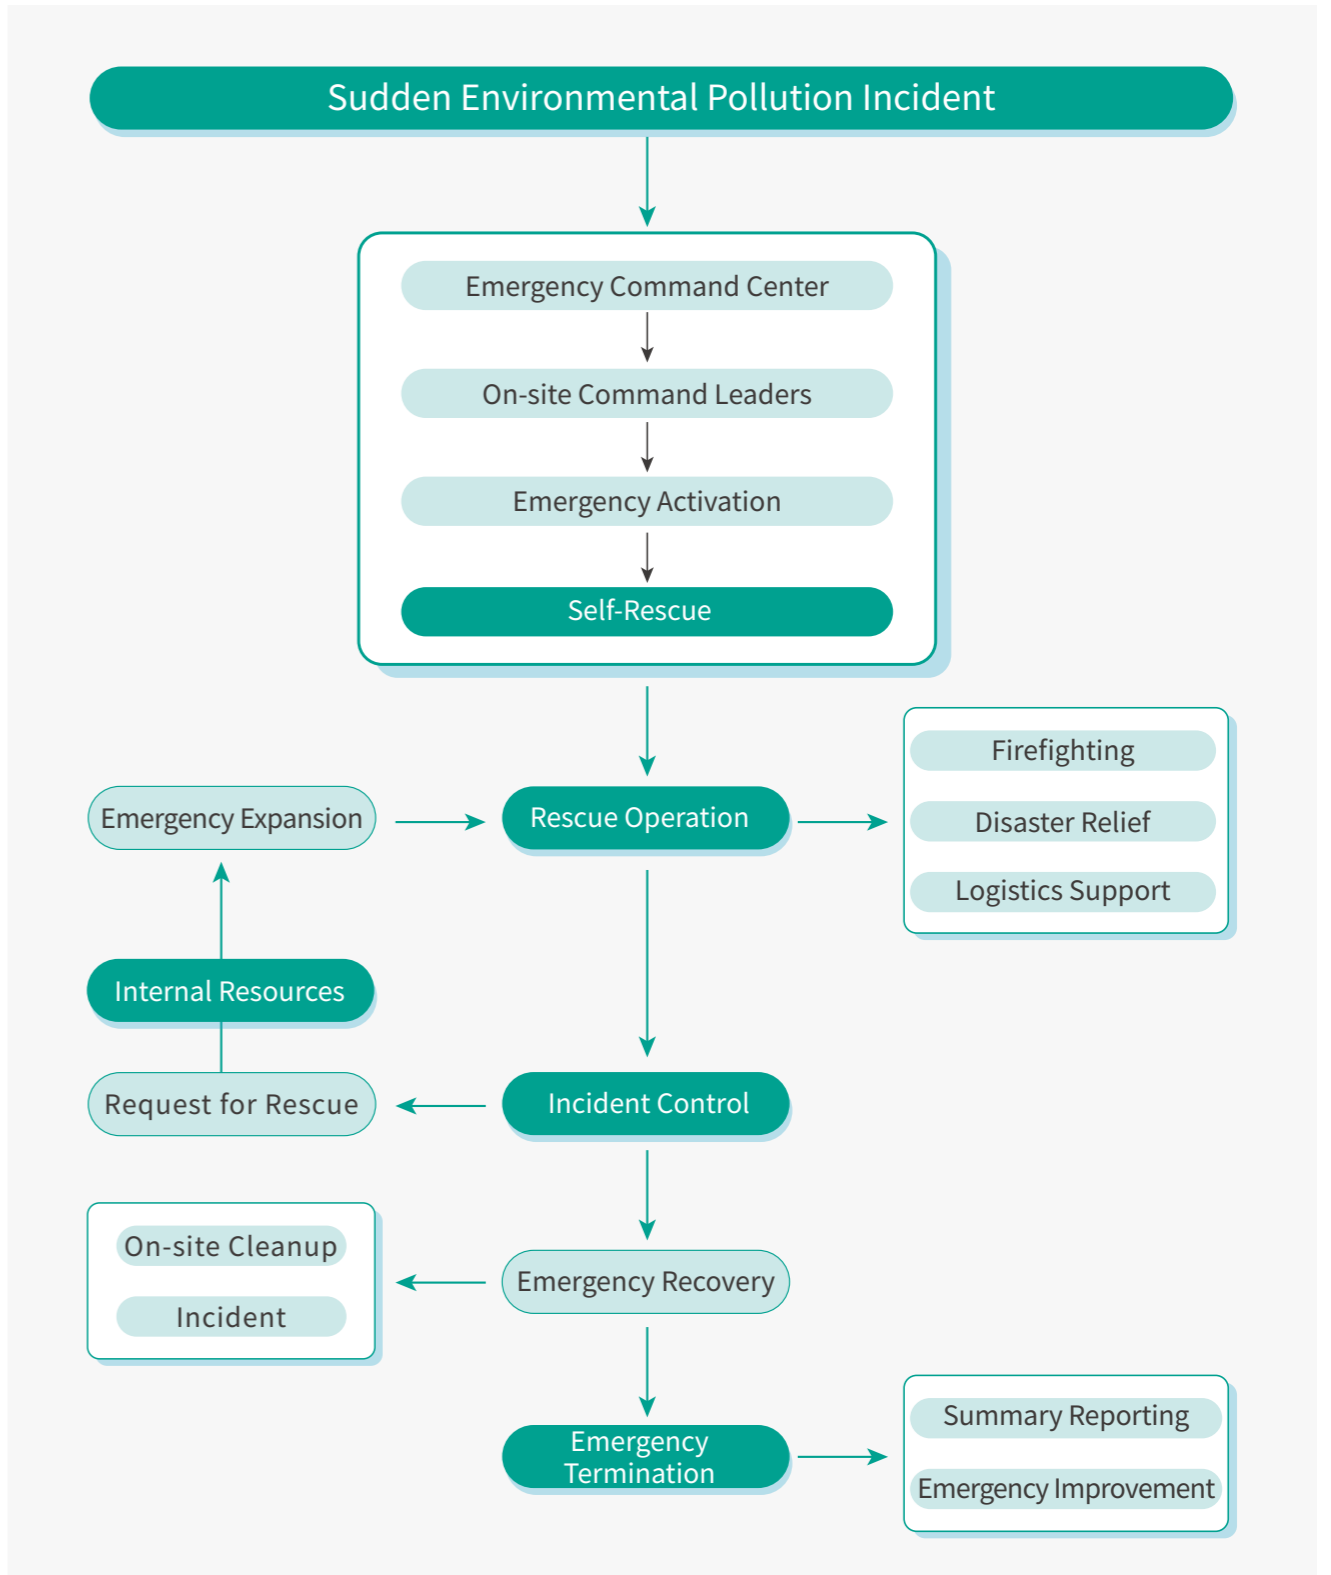 Sudden Environmental Pollution Incident
Emergency Command Center
On-site Command Leaders
Emergency Activation
Self-Rescue
Firefighting
Emergency Expansion
Rescue Operation
Disaster Relief
Logistics Support
Internal Resources
Request for Rescue
Incident Control
On-site Cleanup
Emergency Recovery
Incident
Summary Reporting
Emergency
Termination
Emergency Improvement